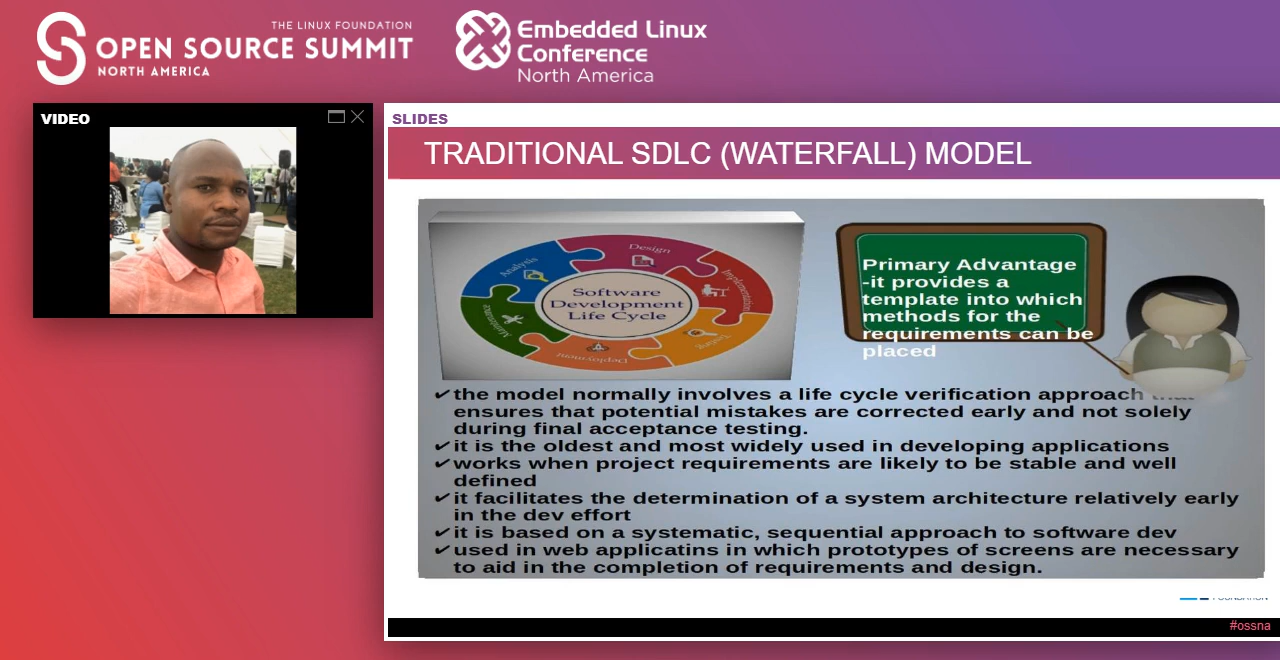 THE LINUX FOUNDATION
OPEN SOURCE SUMMIT
NORTH AMERICA
Embedded Linux
Conference
North America
VIDEO
SLIDES
TRADITIONAL SDLC (WATERFALL) MODEL
Analysis
Design
Implementation
Testing
Deployment
Maintenance
Software
Development
Life Cycle
Primary Advantage
-it provides a
template into which
methods for the
requirements can be
placed
✓the model normally involves a life cycle verification approach that
ensures that potential mistakes are corrected early and not solely
during final acceptance testing.
✓it is the oldest and most widely used in developing applications
✓works when project requirements are likely to be stable and well
defined
✓it facilitates the determination of a system architecture relatively early
in the dev effort
✓it is based on a systematic, sequential approach to software dev
✓used in web applicatins in which prototypes of screens are necessary
to aid in the completion of requirements and design.
FOUNDATION
#ossna